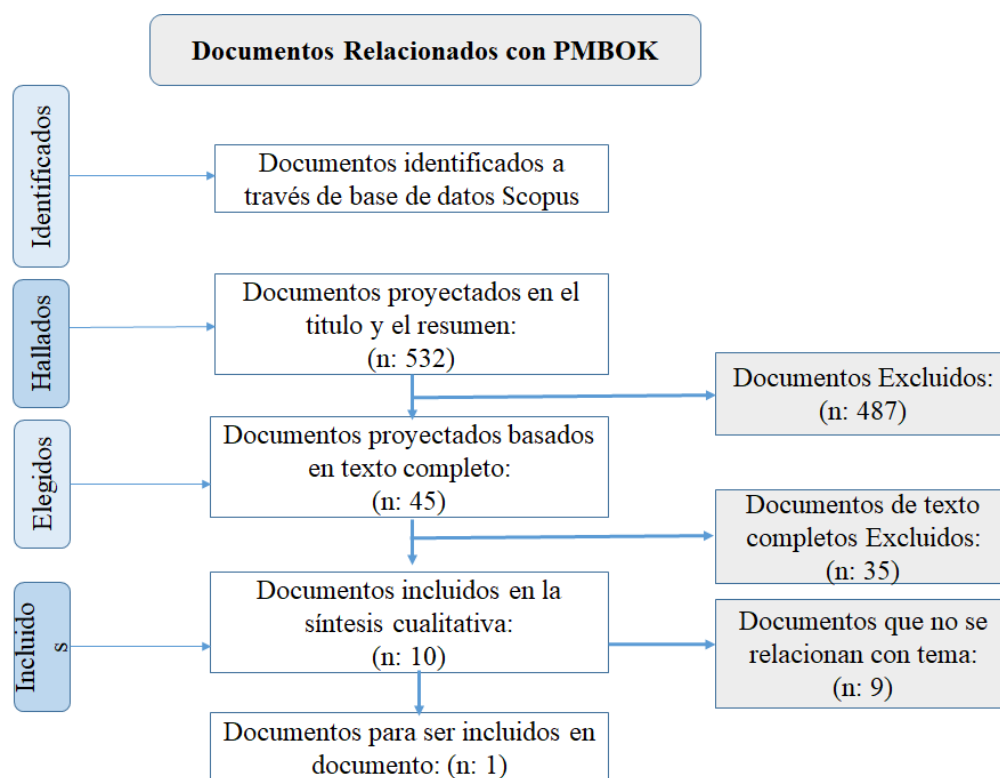 Documentos Relacionados con PMBOK
Identificados
Documentos identificados a
través de base de datos Scopus
Hallados
Documentos proyectados en el
titulo y el resumen:
(n: 532)
Documentos Excluidos:
(n: 487)
Elegidos
Documentos proyectados basados
en texto completo:
(n: 45)
Documentos de texto
completos Excluidos:
(n: 35)
Incluido
s
Documentos incluidos en la
síntesis cualitativa:
(n: 10)
Documentos que no se
relacionan con tema:
(n: 9)
Documentos para ser incluidos en
documento: (n: 1)